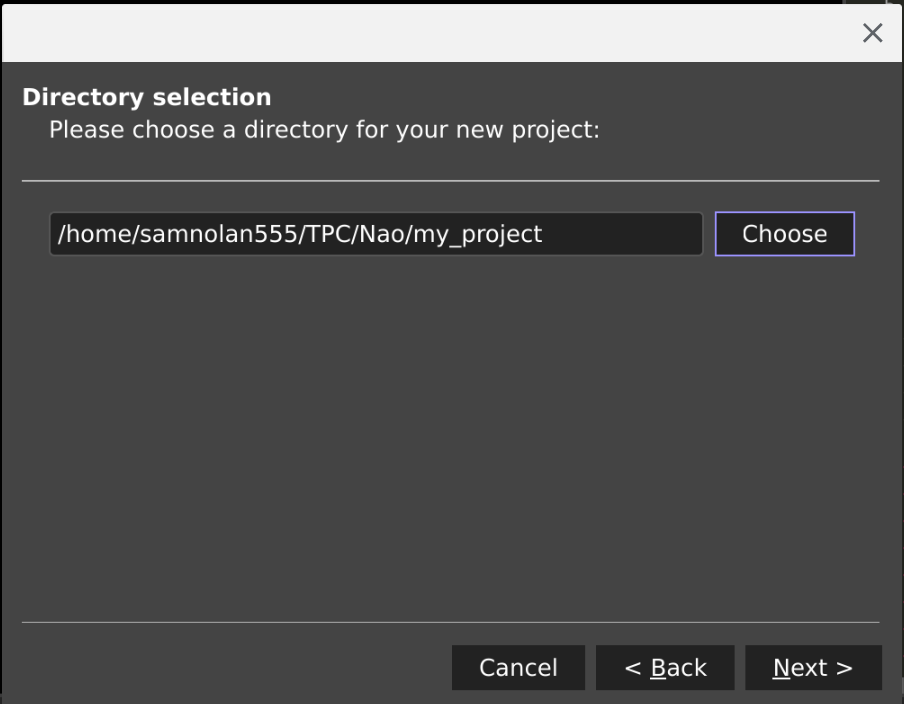 Directory selection
Please choose a directory for your new project:
/home/samnolan555/TPC/Nao/my_project
Choose
Cancel
< Back
Next >